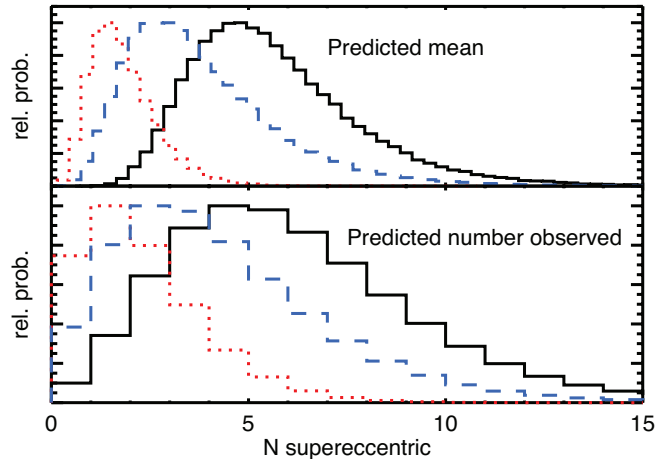 rel. prob.
Predicted mean
rel. prob.
Predicted number observed
0 5 10 15
N supereccentric